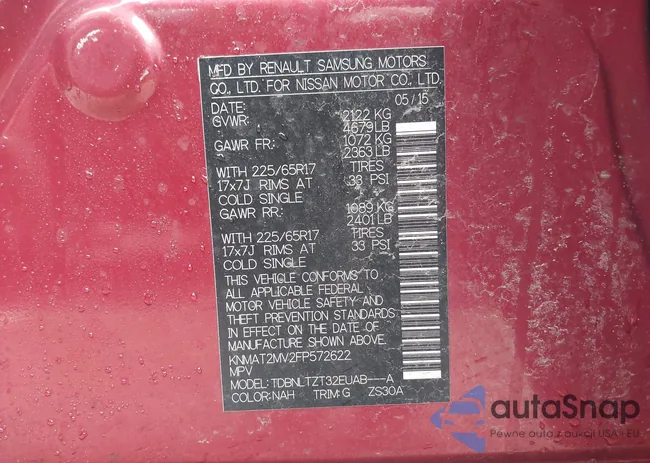 MFD BY RENAULT SAMSUNG MOTORS
CO., LTD. FOR NISSAN MOTOR CO., LTD.
DATE: 05/15
GVWR: 2122 KG
4679 LB
GAWR FR: 1072 KG
2363 LB
WITH 225/65R17 TIRES
17x7J RIMS AT 33 PSI
COLD SINGLE
GAWR RR: 1089 KG
2401 LB
WITH 225/65R17 TIRES
17x7J RIMS AT 33 PSI
COLD SINGLE
THIS VEHICLE CONFORMS TO
ALL APPLICABLE FEDERAL
MOTOR VEHICLE SAFETY AND
THEFT PREVENTION STANDARDS
IN EFFECT ON THE DATE OF
MANUFACTURE SHOWN ABOVE.
KNMAT2MV2FP572622
MPV
MODEL: TDBNLTZT32EUAB---A
COLOR: NAH TRIM: G ZS30A
autaSnap
Pewne auto z aukcji USA - EU